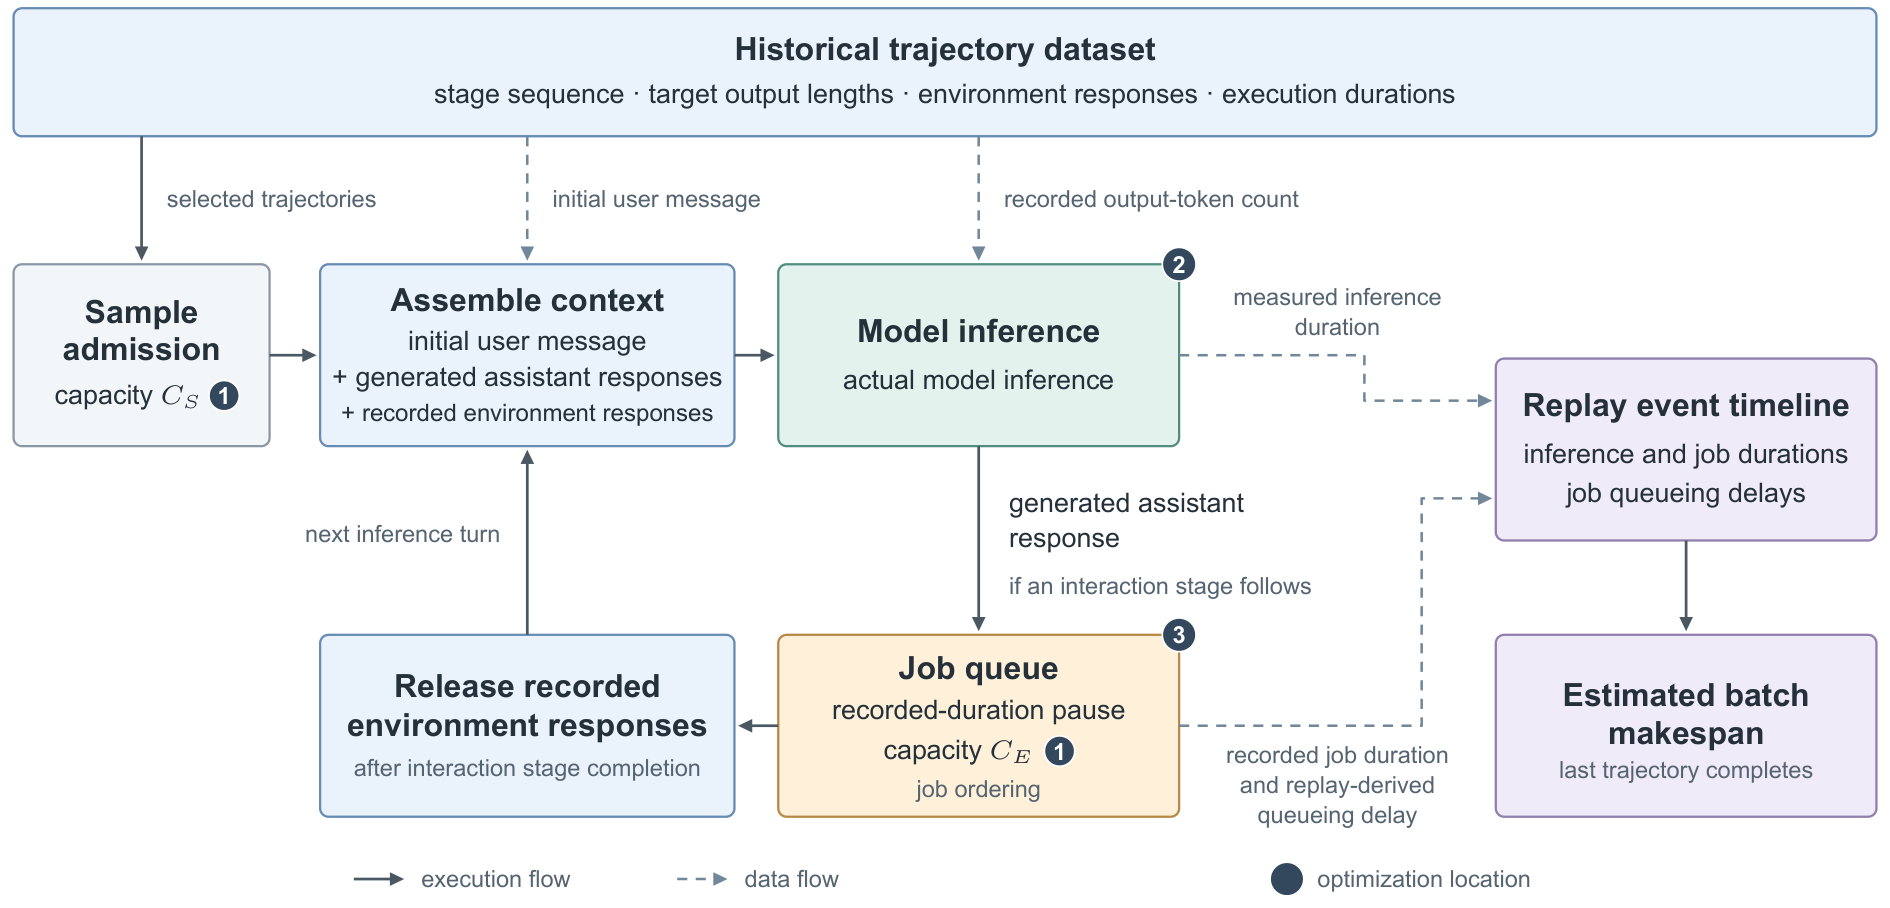 Historical trajectory dataset
stage sequence · target output lengths · environment responses · execution durations
selected trajectories
initial user message
recorded output-token count
Sample
admission
capacity C_S 1
Assemble context
initial user message
+ generated assistant responses
+ recorded environment responses
2
Model inference
actual model inference
measured inference
duration
Replay event timeline
inference and job durations
job queueing delays
next inference turn
generated assistant
response
if an interaction stage follows
Release recorded
environment responses
after interaction stage completion
3
Job queue
recorded-duration pause
capacity C_E 1
job ordering
recorded job duration
and replay-derived
queueing delay
Estimated batch
makespan
last trajectory completes
execution flow
data flow
optimization location